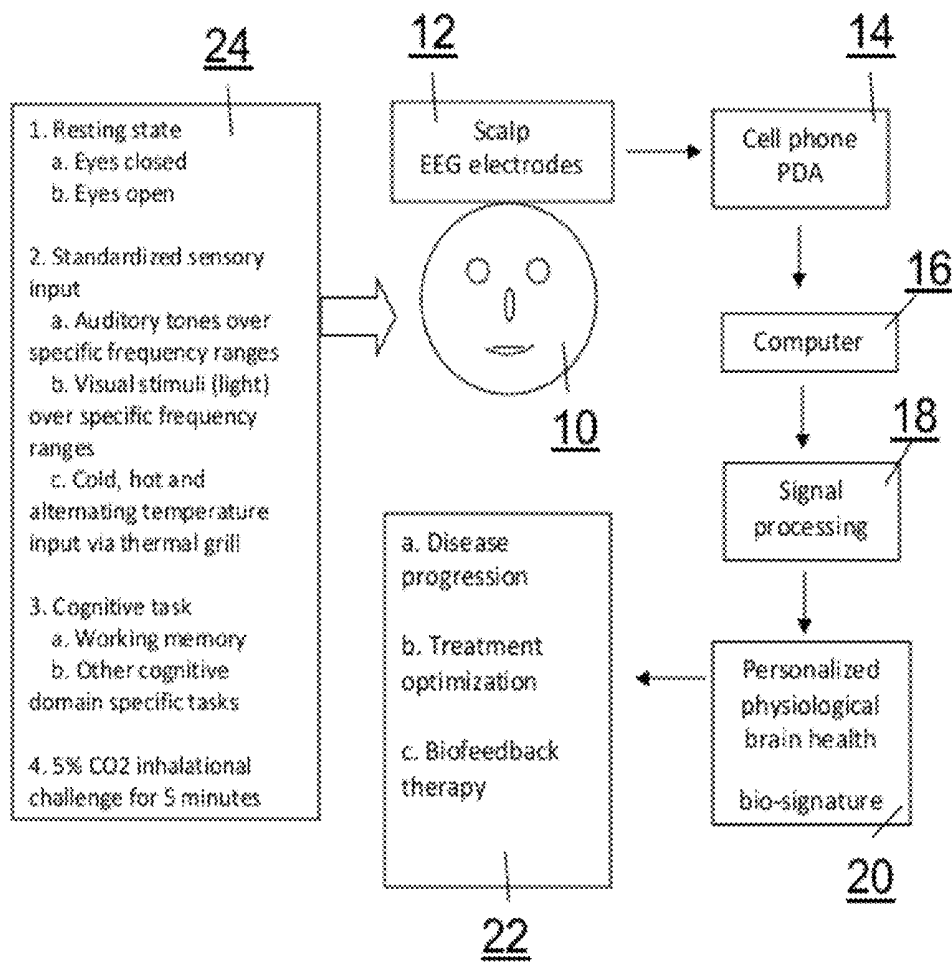 24
1. Resting state
a. Eyes closed
b. Eyes open
2. Standardized sensory
input
a. Auditory tones over
specific frequency ranges
b. Visual stimuli (light)
over specific frequency
ranges
c. Cold, hot and
alternating temperature
input via thermal grill
3. Cognitive task
a. Working memory
b. Other cognitive
domain specific tasks
4. 5% CO2 inhalational
challenge for 5 minutes
12
Scalp
EEG electrodes
10
14
Cell phone
PDA
16
Computer
18
Signal
processing
Personalized
physiological
brain health
bio-signature
20
a. Disease
progression
b. Treatment
optimization
c. Biofeedback
therapy
22